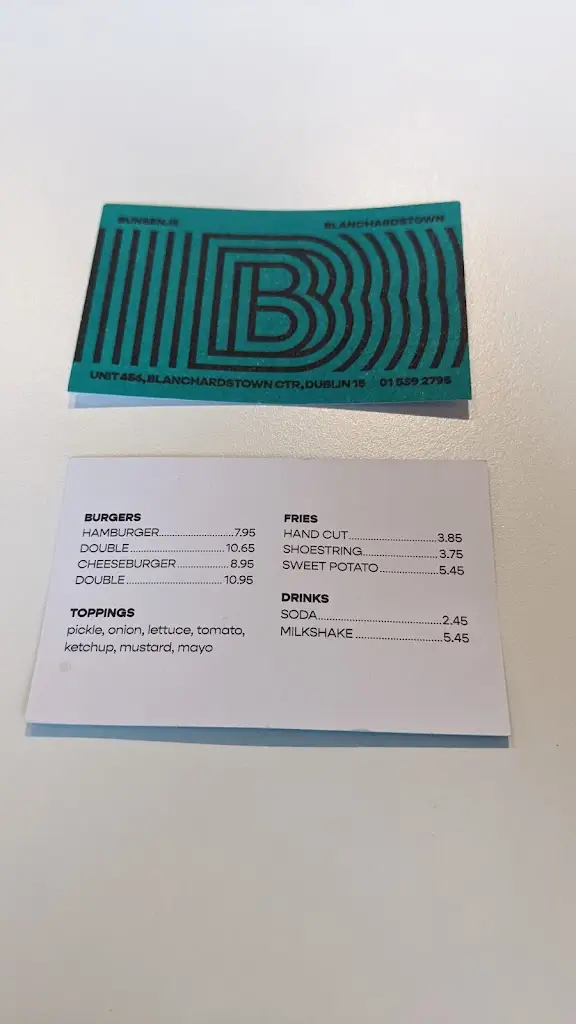 BUNSEN.IE
BLANCHARDSTOWN
B
UNIT 456, BLANCHARDSTOWN CTR, DUBLIN 15 01 559 2795
BURGERS
HAMBURGER..........................7.95
DOUBLE..................................10.65
CHEESEBURGER..................8.95
DOUBLE..................................10.95
TOPPINGS
pickle, onion, lettuce, tomato,
ketchup, mustard, mayo
FRIES
HAND CUT..............................3.85
SHOESTRING..........................3.75
SWEET POTATO....................5.45
DRINKS
SODA..........................................2.45
MILKSHAKE............................5.45